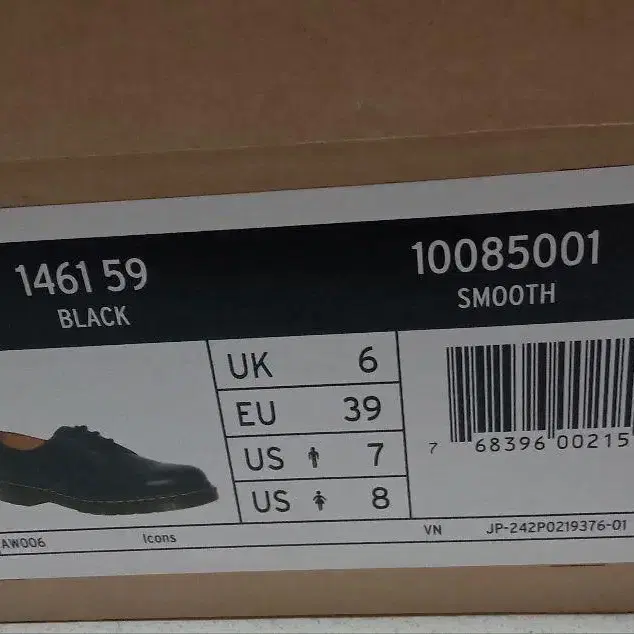 1461 59
BLACK
10085001
SMOOTH
UK 6
EU 39
US 7
US 8
7 68396 00215
AW006
Icons
VN
JP-242P0219376-01